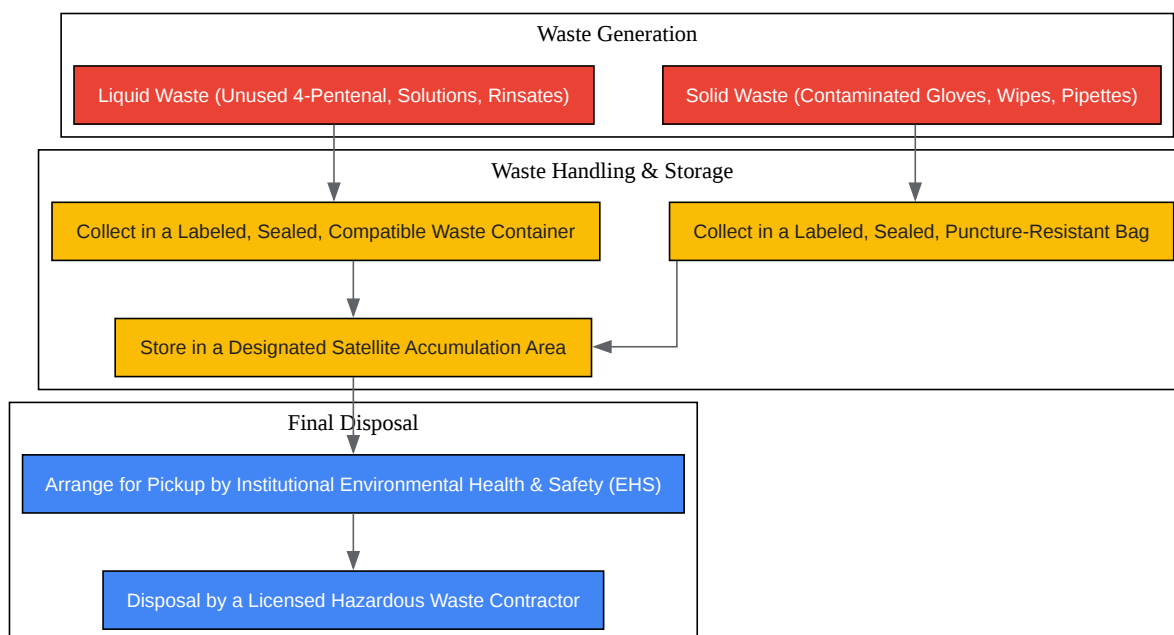 Waste Generation
Liquid Waste (Unused 4-Pentenal, Solutions, Rinsates)
Solid Waste (Contaminated Gloves, Wipes, Pipettes)
Waste Handling & Storage
Collect in a Labeled, Sealed, Compatible Waste Container
Collect in a Labeled, Sealed, Puncture-Resistant Bag
Store in a Designated Satellite Accumulation Area
Final Disposal
Arrange for Pickup by Institutional Environmental Health & Safety (EHS)
Disposal by a Licensed Hazardous Waste Contractor